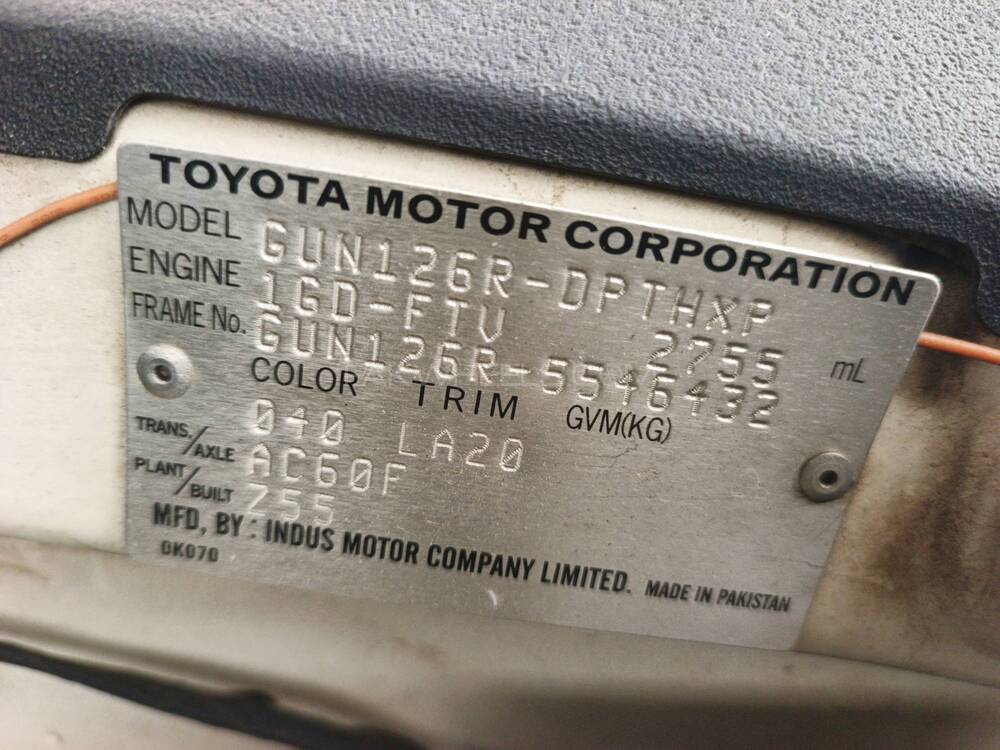 TOYOTA MOTOR CORPORATION
MODEL GUN126R-DPTHXP
ENGINE 1GD-FTV 2755 mL
FRAME No. GUN126R-5546432
COLOR TRIM GVM(KG)
040 LA20
TRANS./AXLE AC60F
PLANT/BUILT Z55
MFD, BY : INDUS MOTOR COMPANY LIMITED. MADE IN PAKISTAN
0K070